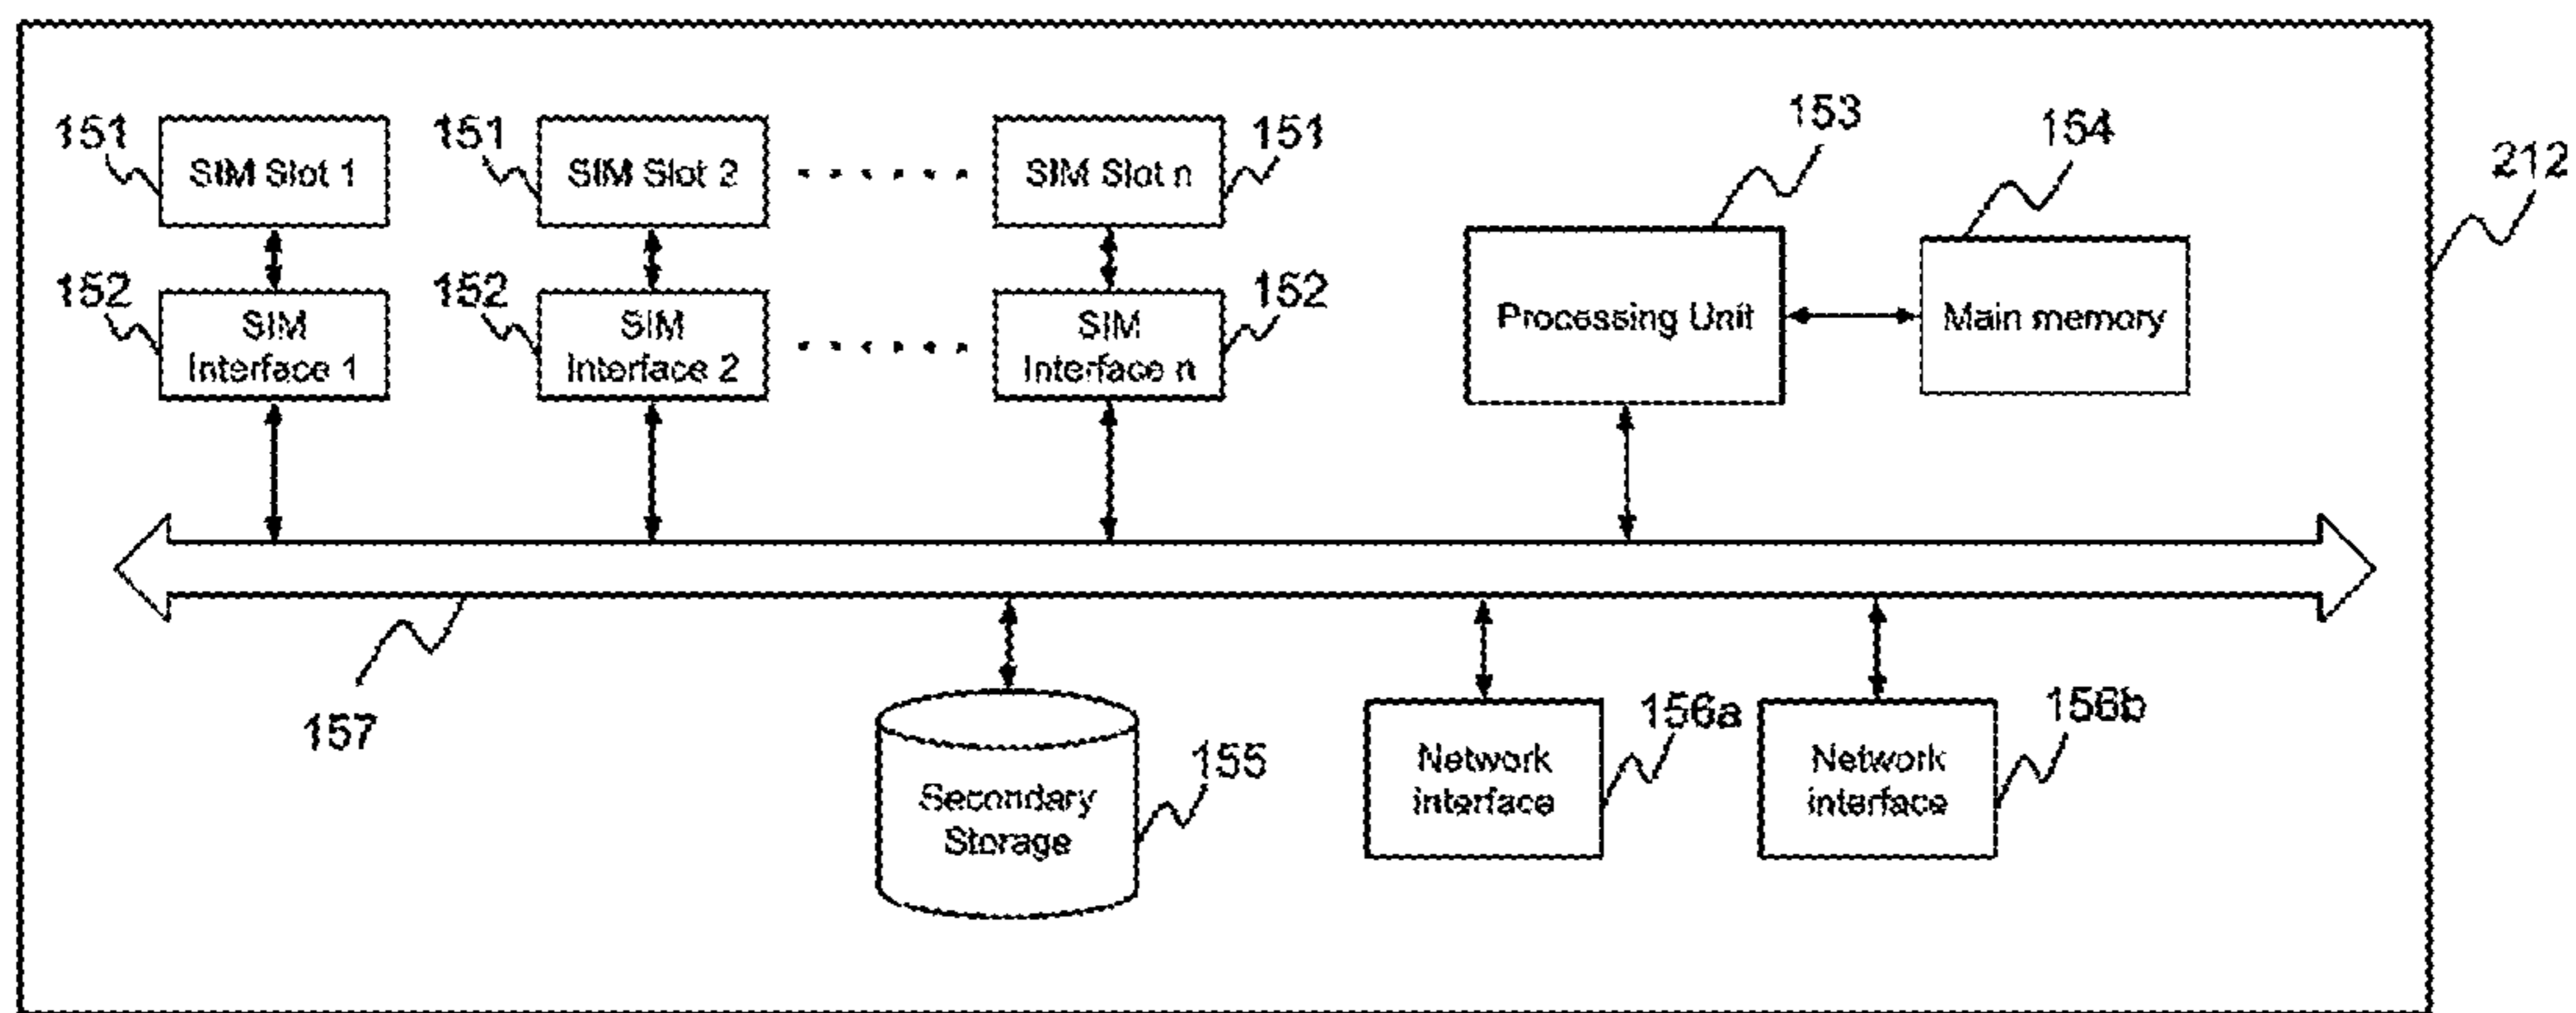 151
SIM Slot 1
151
SIM Slot 2
SIM Slot n
151
153
154
212
152
SIM
Interface 1
152
SIM
Interface 2
SIM
Interface n
152
Processing Unit
Main memory
157
Secondary
Storage
155
Network
interface
156a
Network
interface
156b